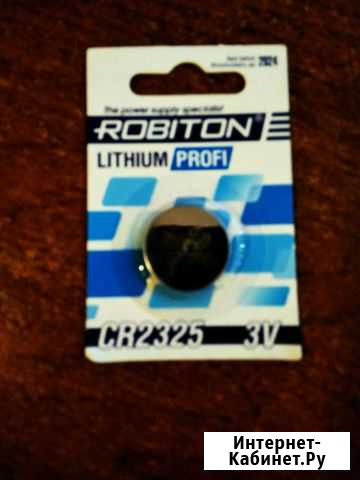 2024
The power supply specialist
ROBITON
LITHIUM PROFI
CR2325 3V
Интернет-
Кабинет.Ру